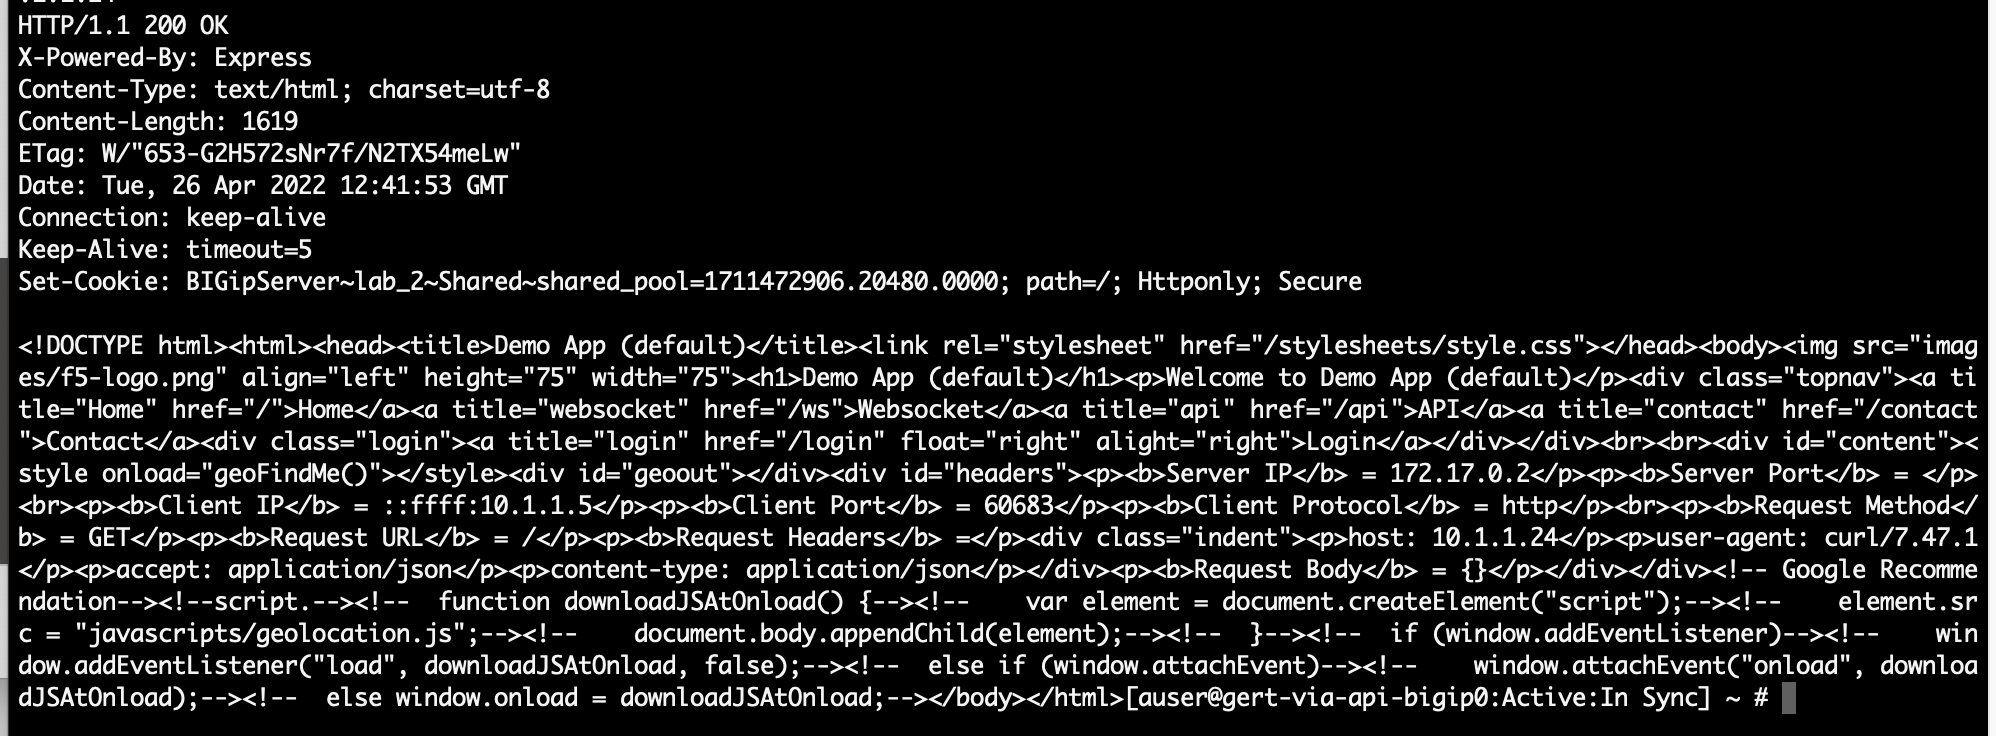 HTTP/1.1 200 OK
X-Powered-By: Express
Content-Type: text/html; charset=utf-8
Content-Length: 1619
ETag: W/"653-G2H572sNr7f/N2TX54meLw"
Date: Tue, 26 Apr 2022 12:41:53 GMT
Connection: keep-alive
Keep-Alive: timeout=5
Set-Cookie: BIGipServer~lab_2~Shared~shared_pool=1711472906.20480.0000; path=/; Httponly; Secure
<!DOCTYPE html><html><head><title>Demo App (default)</title><link rel="stylesheet" href="/stylesheets/style.css"></head><body><img src="imag
es/f5-logo.png" align="left" height="75" width="75"><h1>Demo App (default)</h1><p>Welcome to Demo App (default)</p><div class="topnav"><a ti
tle="Home" href="/">Home</a><a title="websocket" href="/ws">Websocket</a><a title="api" href="/api">API</a><a title="contact" href="/contact
">Contact</a><div class="login"><a title="login" href="/login" float="right" alight="right">Login</a></div></div><br><br><div id="content"><
style onload="geoFindMe()"></style><div id="geoout"></div><div id="headers"><p><b>Server IP</b> = 172.17.0.2</p><p><b>Server Port</b> = </p>
<br><p><b>Client IP</b> = ::ffff:10.1.1.5</p><p><b>Client Port</b> = 60683</p><p><b>Client Protocol</b> = http</p><br><p><b>Request Method</
b> = GET</p><p><b>Request URL</b> = /</p><p><b>Request Headers</b> =</p><div class="indent"><p>host: 10.1.1.24</p><p>user-agent: curl/7.47.1
</p><p>accept: application/json</p><p>content-type: application/json</p></div><p><b>Request Body</b> = {}</p></div></div><!-- Google Recomme
ndation--><!--script.--><!--  function downloadJSAtOnload() {--><!--    var element = document.createElement("script");--><!--    element.sr
c = "javascripts/geolocation.js";--><!--    document.body.appendChild(element);--><!--  }--><!--  if (window.addEventListener)--><!--    win
dow.addEventListener("load", downloadJSAtOnload, false);--><!--  else if (window.attachEvent)--><!--    window.attachEvent("onload", downloa
dJSAtOnload);--><!--  else window.onload = downloadJSAtOnload;--></body></html>[auser@gert-via-api-bigip0:Active:In Sync] ~ #